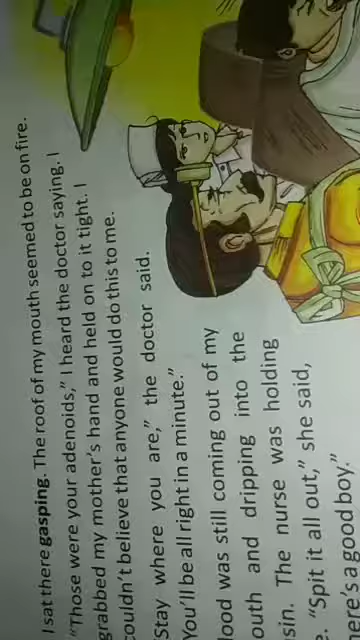 I sat there gasping. The roof of my mouth seemed to be on fire.
"Those were your adenoids," I heard the doctor saying. I
grabbed my mother's hand and held on to it tight. I
couldn't believe that anyone would do this to me.
Stay where you are," the doctor said.
You'll be all right in a minute."
lood was still coming out of my
outh and dripping into the
sin. The nurse was holding
"Spit it all out," she said,
ere's a good boy."